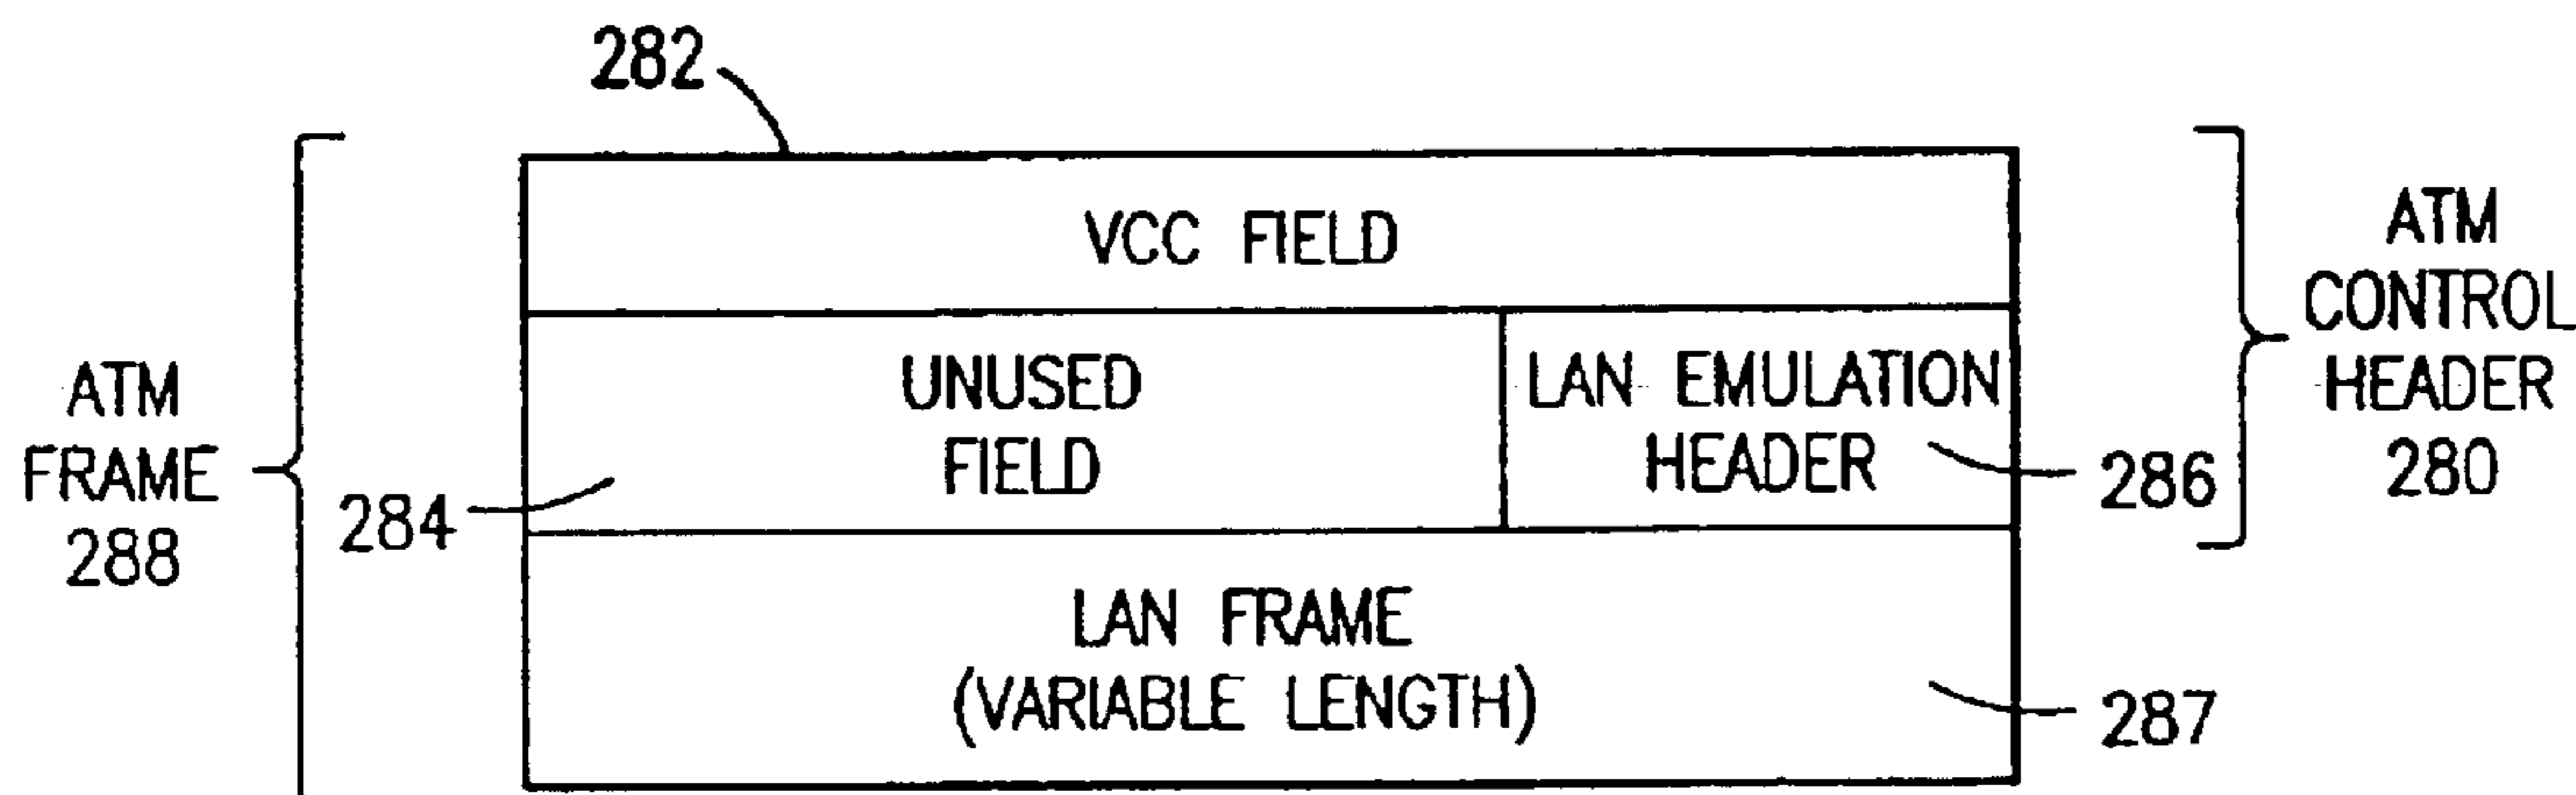 282
VCC FIELD
ATM
CONTROL
HEADER
280
ATM
FRAME
288
UNUSED
FIELD
284
LAN EMULATION
HEADER
286
LAN FRAME
(VARIABLE LENGTH)
287